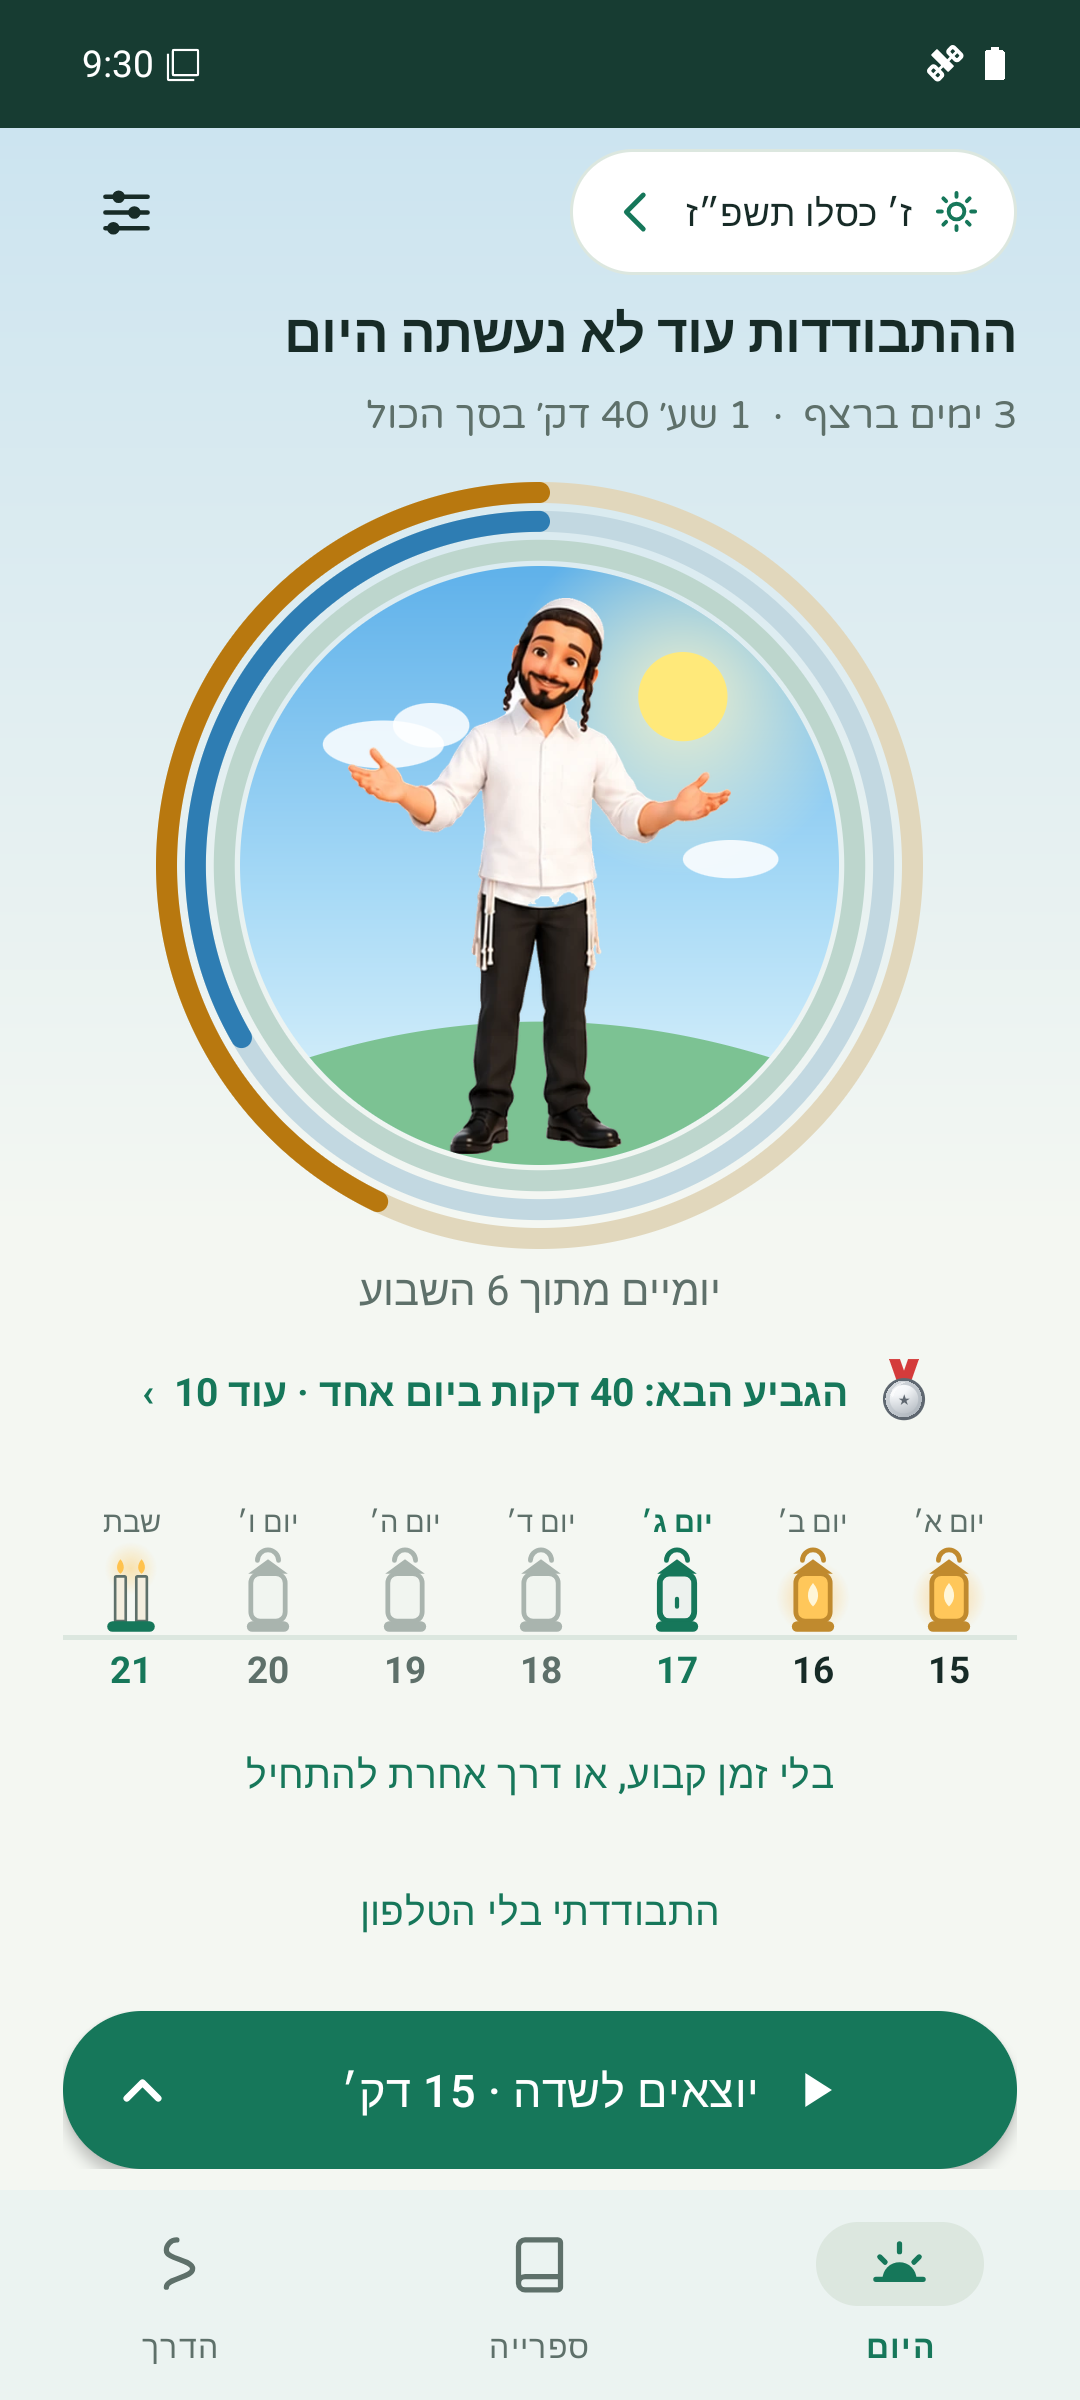 9:30
ז׳ כסלו תשפ״ז
ההתבודדות עוד לא נעשתה היום
3 ימים ברצף · 1 שע׳ 40 דק׳ בסך הכול
יומיים מתוך 6 השבוע
הגביע הבא: 40 דקות ביום אחד · עוד 10 ›
יום א׳ יום ב׳ יום ג׳ יום ד׳ יום ה׳ יום ו׳ שבת
15 16 17 18 19 20 21
בלי זמן קבוע, או דרך אחרת להתחיל
התבודדתי בלי הטלפון
יוצאים לשדה · 15 דק׳
היום ספרייה הדרך